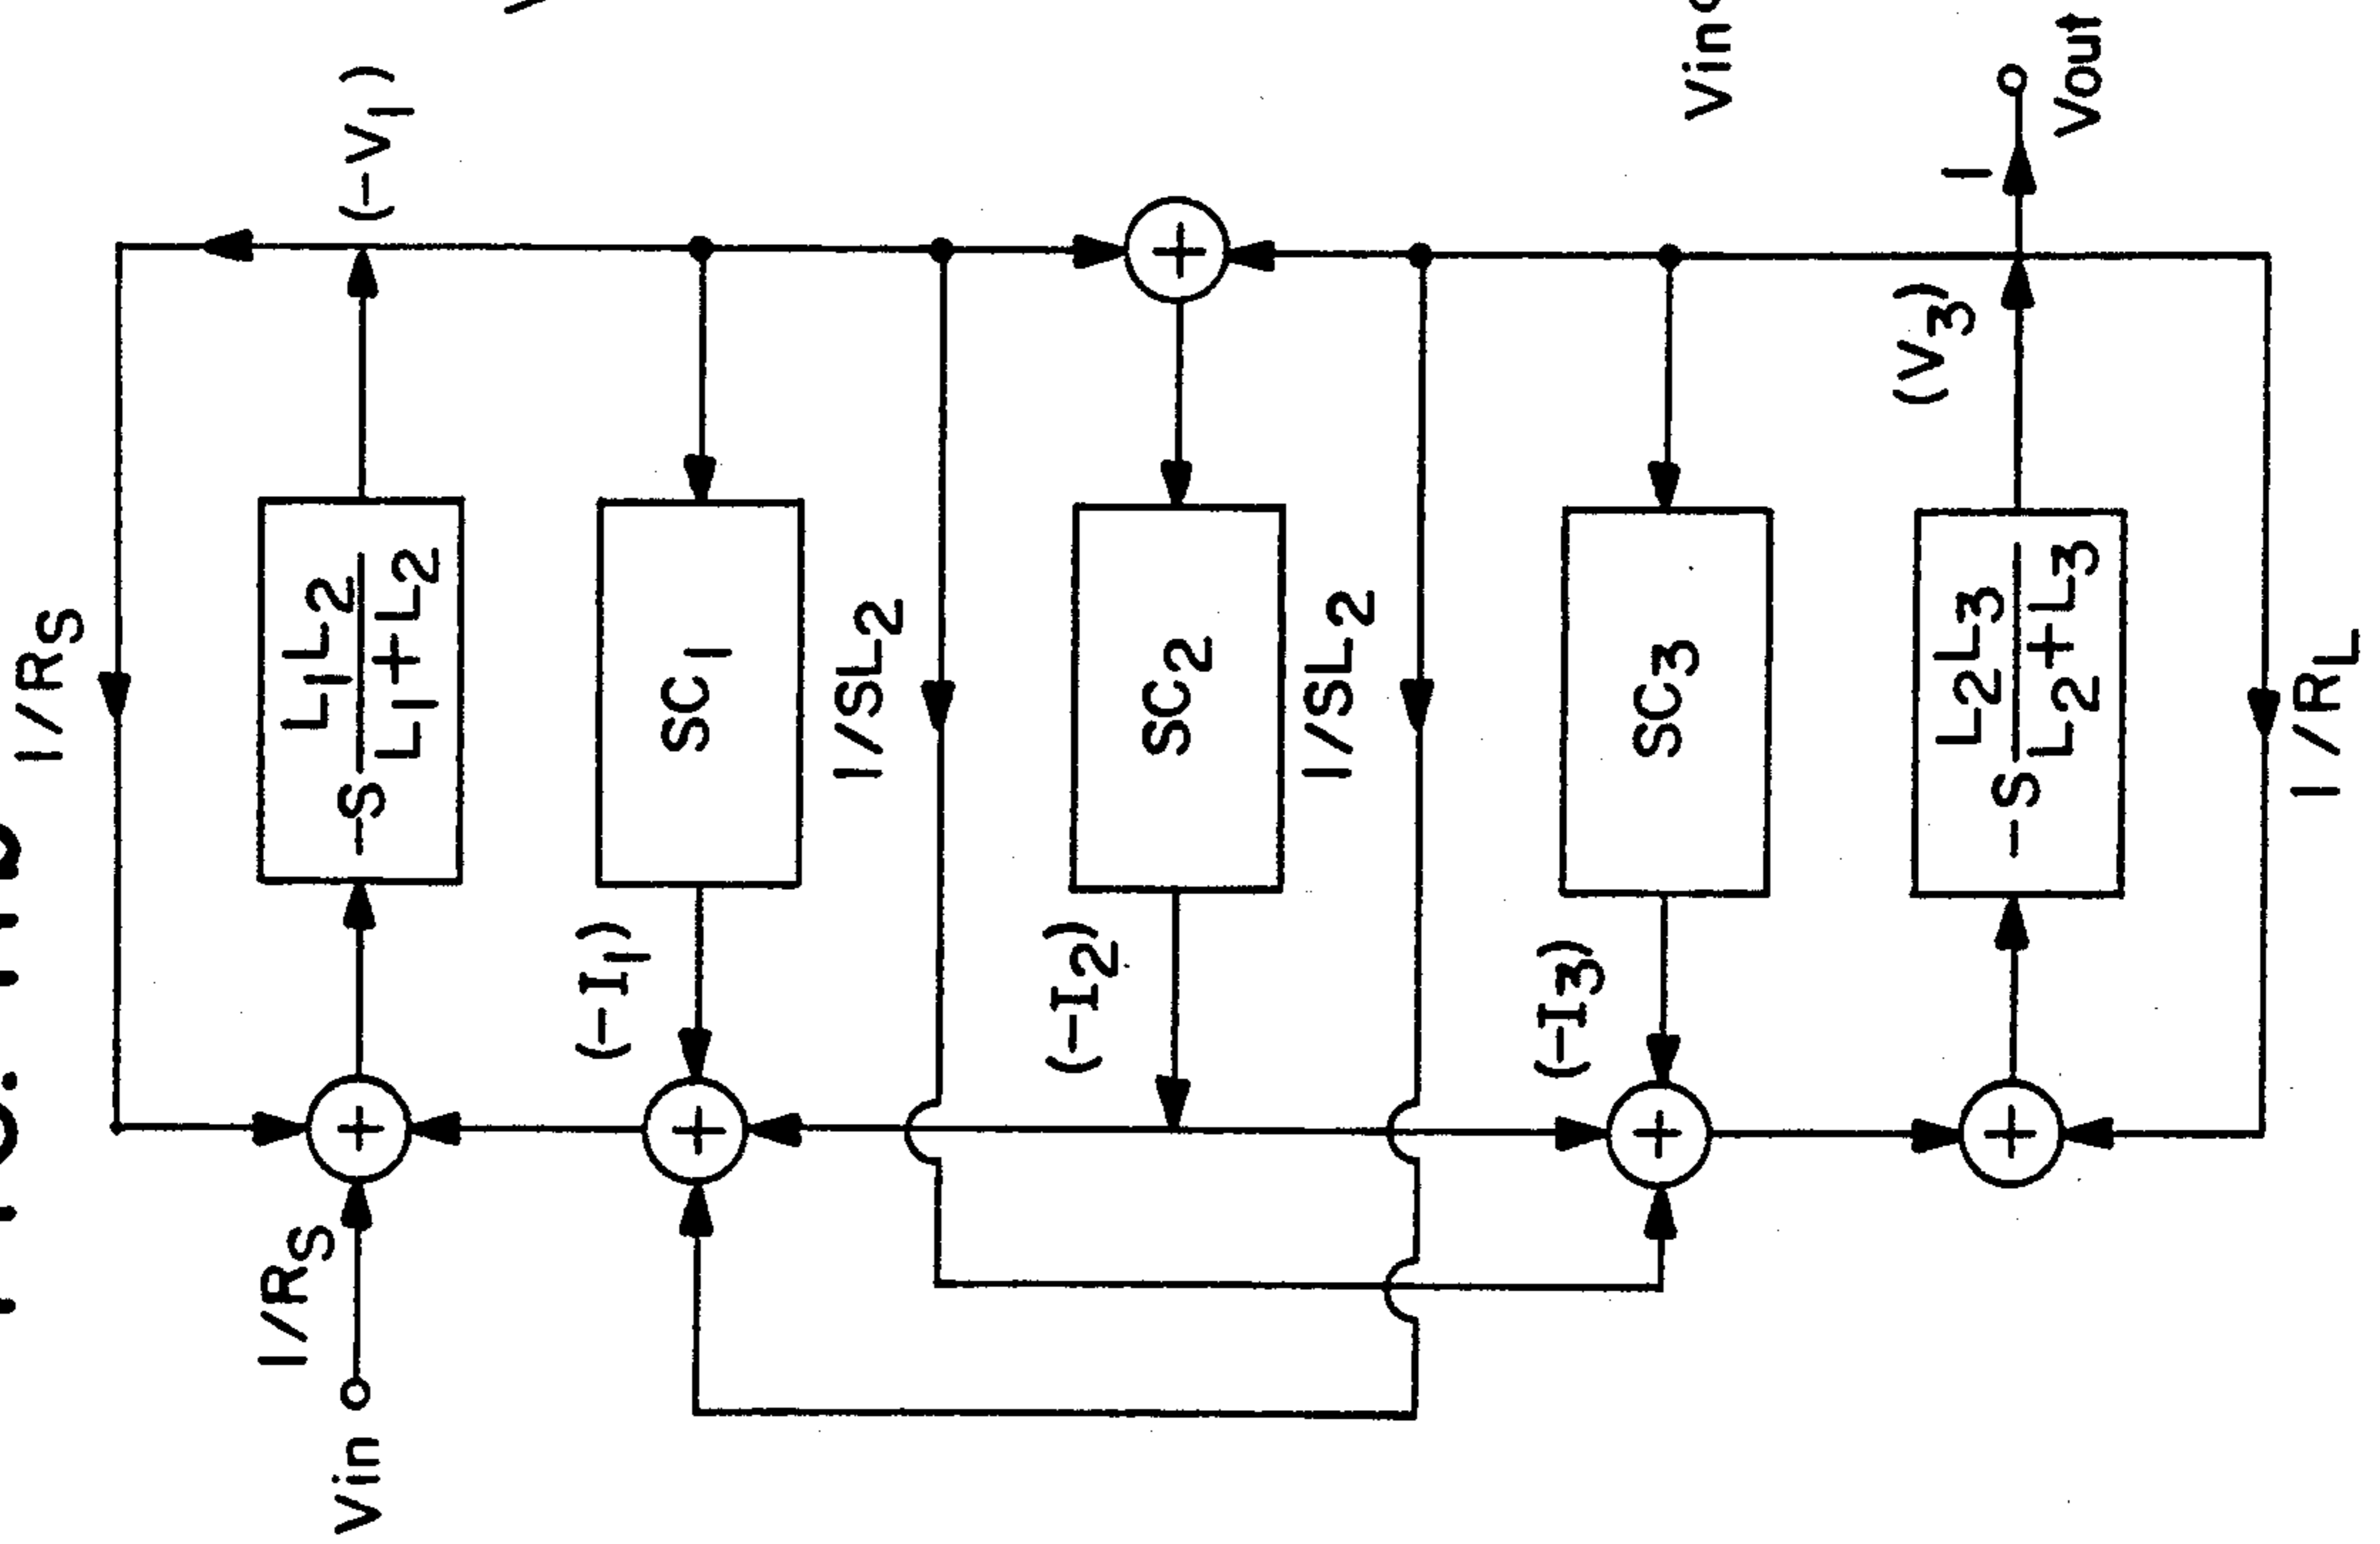 1/RS
(-V1)
-S L1L2
L1+L2
SC1
(-I1)
1/SL2
SC2
(-I2)
1/SL2
SC3
(-I3)
(V3)
-S L2L3
L2+L3
1/RL
1
Vout
Vin
1/RS
Vin
+
+
+
+
+